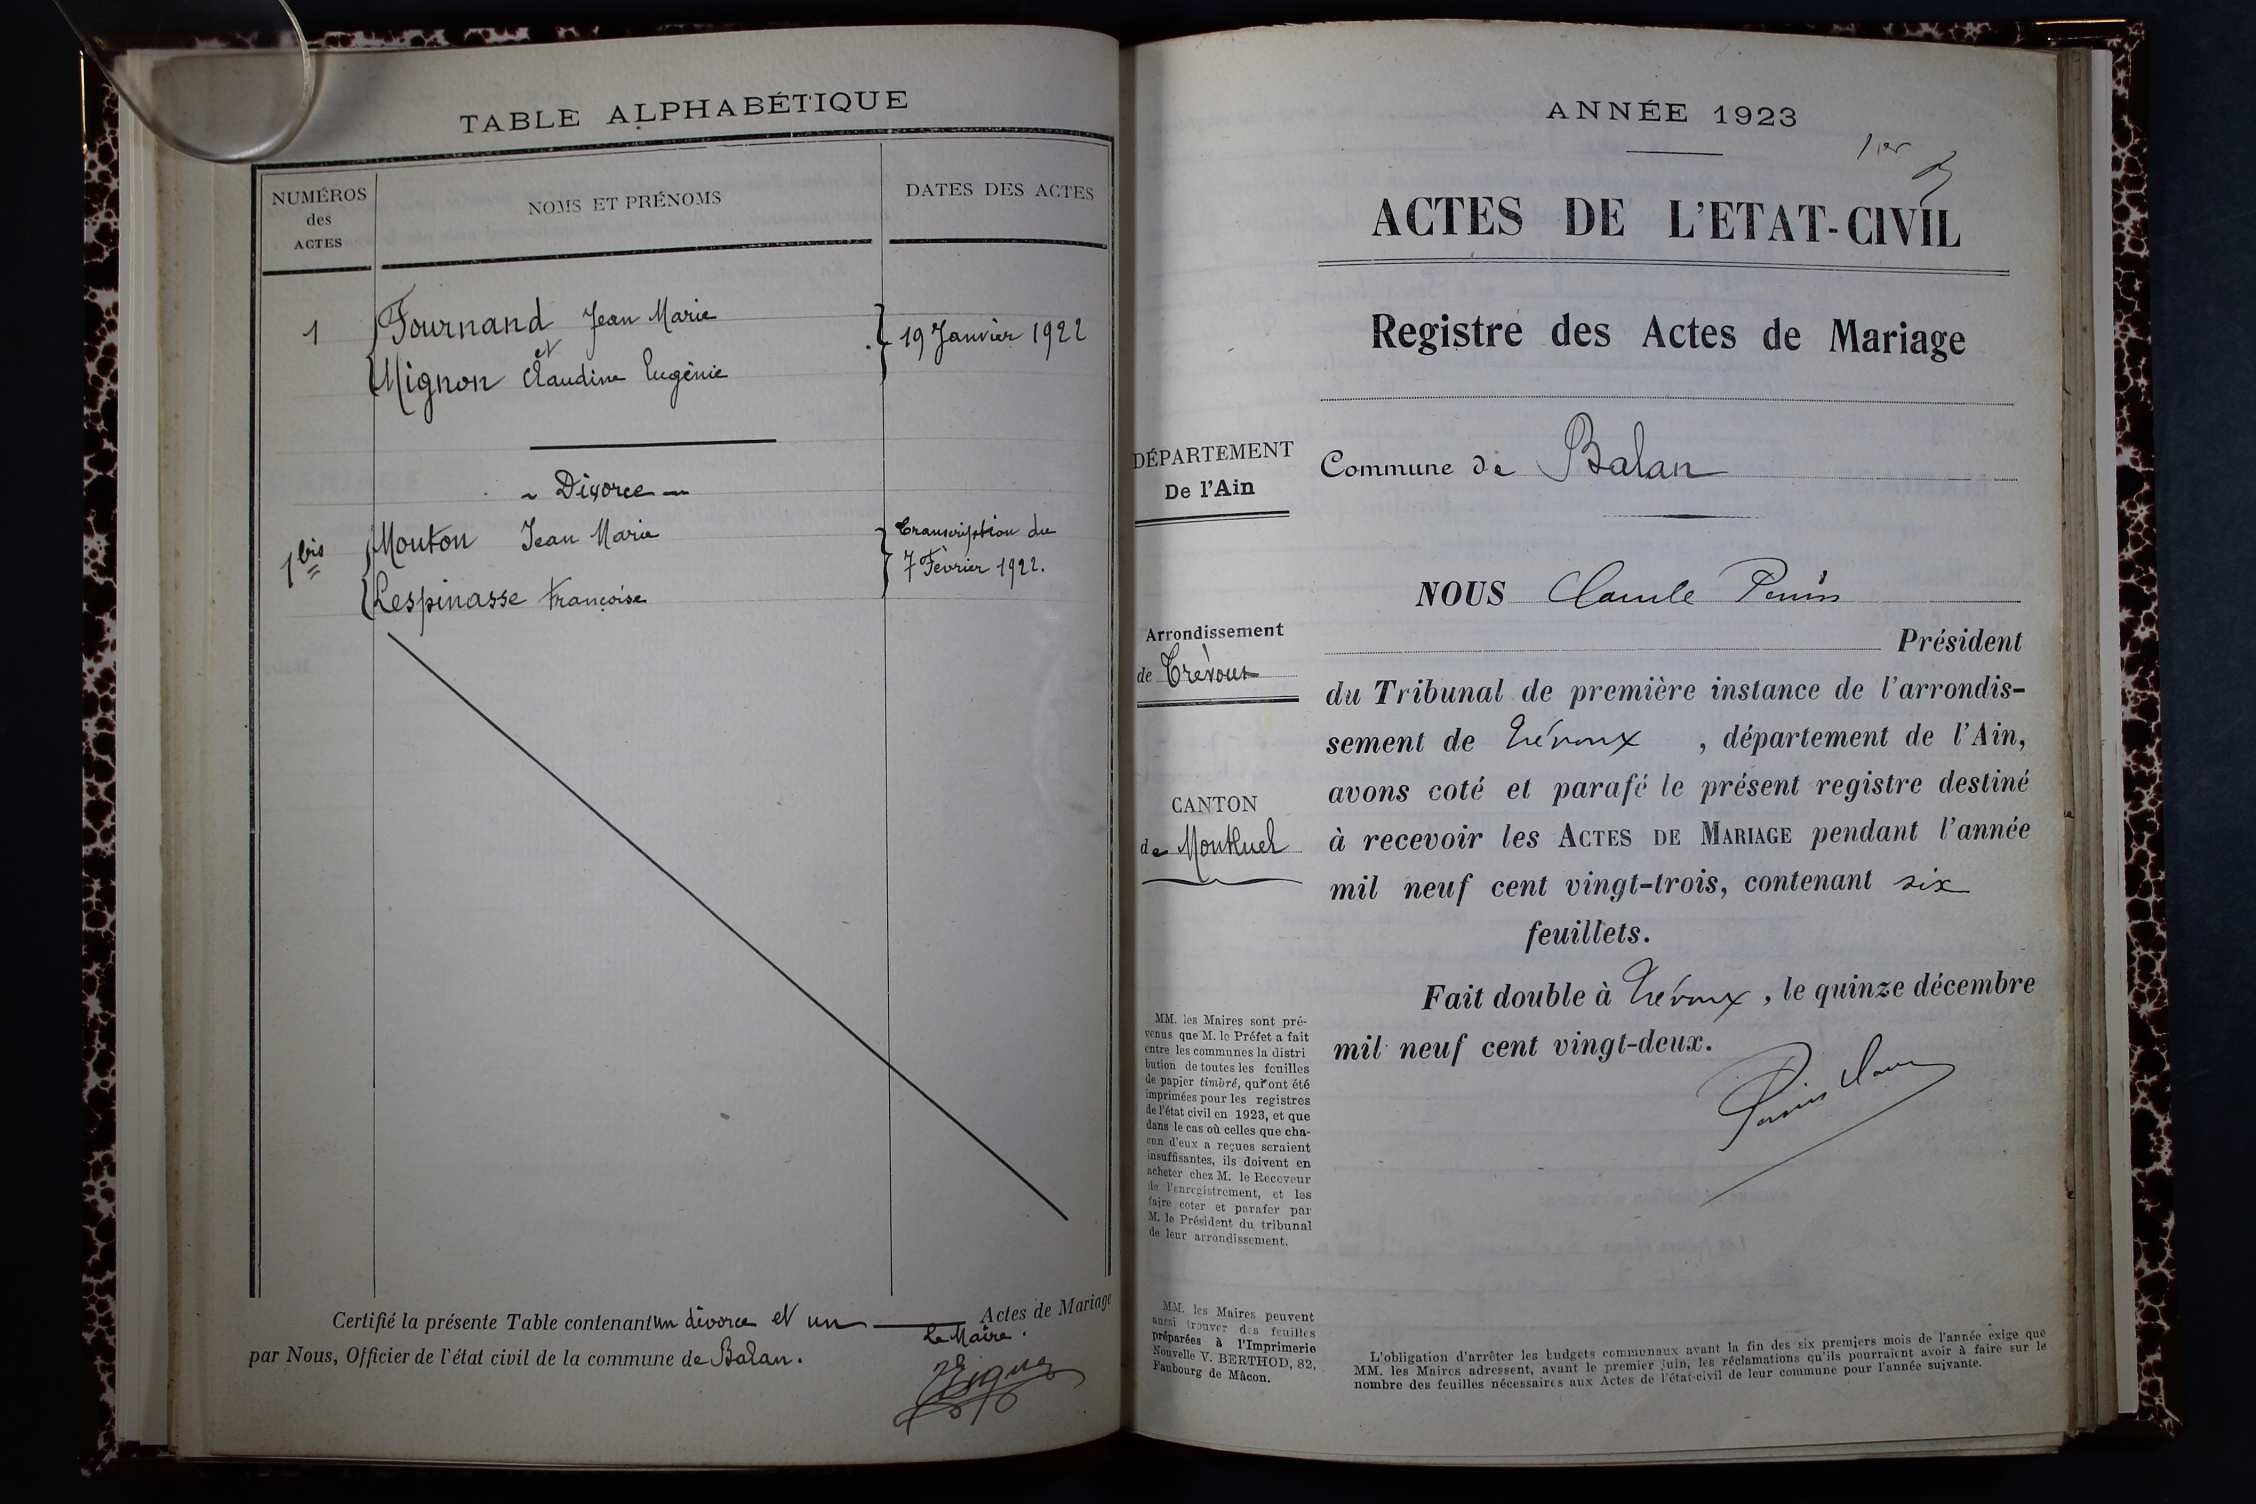 TABLE ALPHABÉTIQUE
NUMÉROS
des
ACTES
NOMS ET PRÉNOMS
DATES DES ACTES
1
Fournand Jean Marie
et
Mignon Claudine Eugénie
19 Janvier 1922
~ Divorce ~
1 bis
Mouton Jean Marie
Lespinasse Françoise
Transcription du
7 Février 1922.
Certifié la présente Table contenant un divorce et un Actes de Mariage
par Nous, Officier de l'état civil de la commune de Balan.
Le Maire.
ANNÉE 1923
1er
ACTES DE L'ETAT-CIVIL
Registre des Actes de Mariage
DÉPARTEMENT
De l'Ain
Arrondissement
de Trévoux
CANTON
de Montluel
MM. les Maires sont pré-
venus que M. le Préfet a fait
entre les communes la distri
bution de toutes les feuilles
de papier timbré, qui ont été
imprimées pour les registres
de l'état civil en 1923, et que
dans le cas où celles que cha-
cun d'eux a reçues seraient
insuffisantes, ils doivent en
acheter chez M. le Receveur
de l'enregistrement, et les
faire coter et parafer par
M. le Président du tribunal
de leur arrondissement.
MM. les Maires peuvent
aussi trouver des feuilles
préparées à l'Imprimerie
Nouvelle V. BERTHOD, 82,
Faubourg de Mâcon.
Commune de Balan
NOUS Claude
Président
du Tribunal de première instance de l'arrondis-
sement de Trévoux , département de l'Ain,
avons coté et parafé le présent registre destiné
à recevoir les ACTES DE MARIAGE pendant l'année
mil neuf cent vingt-trois, contenant six
feuillets.
Fait double à Trévoux , le quinze décembre
mil neuf cent vingt-deux.
L'obligation d'arrêter les budgets communaux avant la fin des six premiers mois de l'année exige que
MM. les Maires adressent, avant le premier juin, les réclamations qu'ils pourraient avoir à faire sur le
nombre des feuilles nécessaires aux Actes de l'état-civil de leur commune pour l'année suivante.